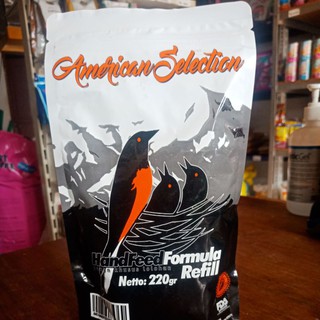 American Selection
HandFeed Formula
Refill
Netto: 220gr